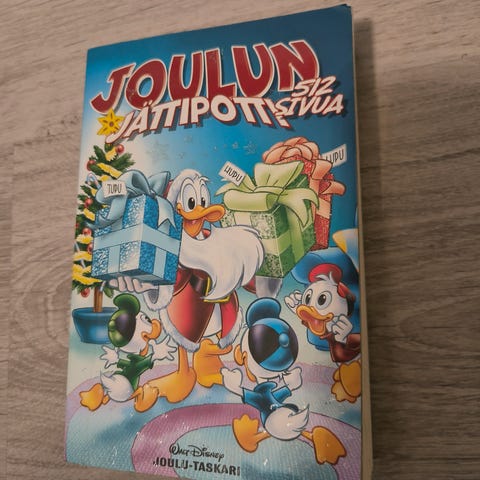 JOULUN
JÄTTIPOTTI
512
SIVUA
TUPU
HUPU
LUPU
Walt Disney
JOULU-TASKARI